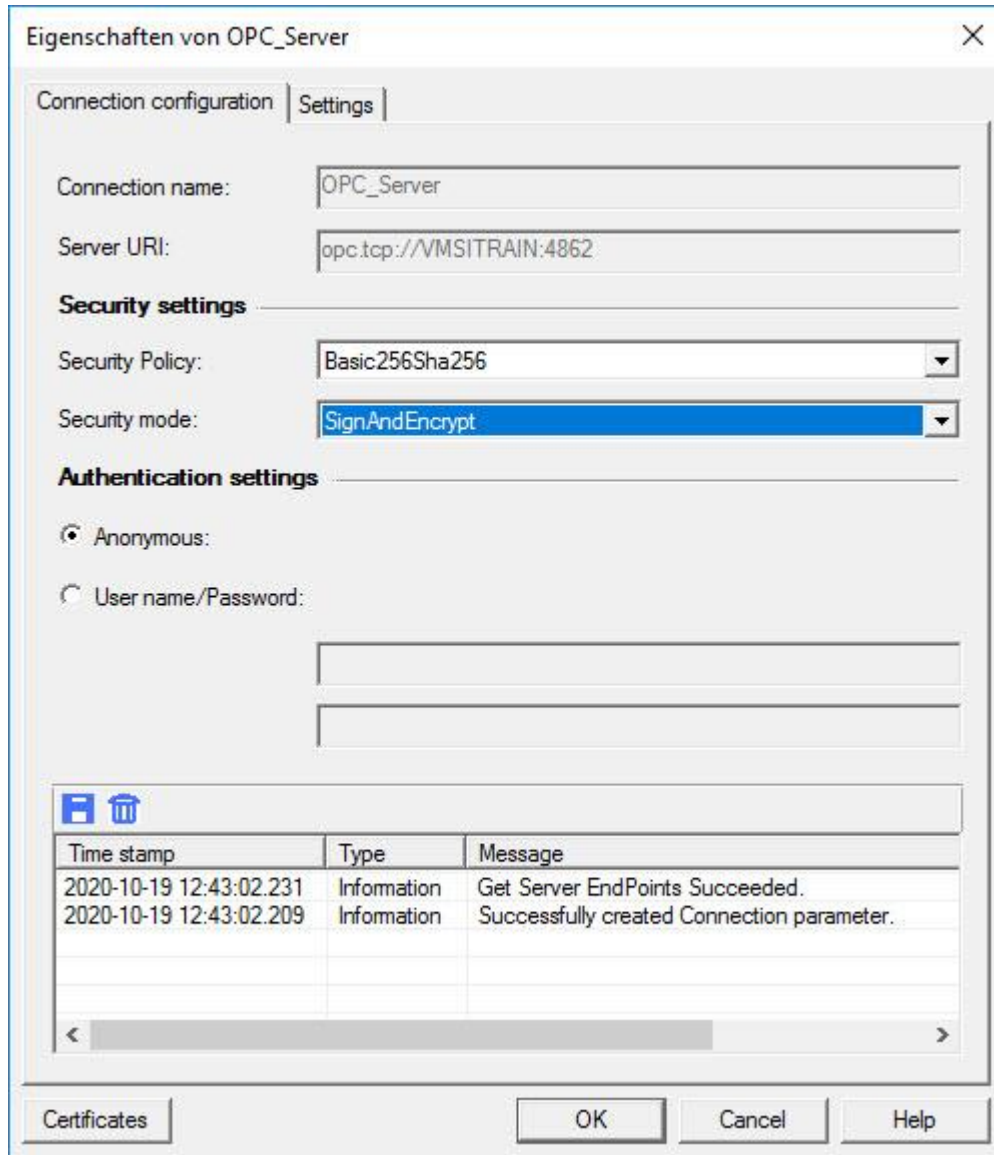 Eigenschaften von OPC_Server
Connection configuration Settings
Connection name: OPC_Server
Server URI: opc.tcp://VMSITRAIN:4862
Security settings
Security Policy: Basic256Sha256
Security mode: SignAndEncrypt
Authentication settings
Anonymous:
User name/Password:
Time stamp Type Message
2020-10-19 12:43:02.231 Information Get Server EndPoints Succeeded.
2020-10-19 12:43:02.209 Information Successfully created Connection parameter.
Certificates OK Cancel Help